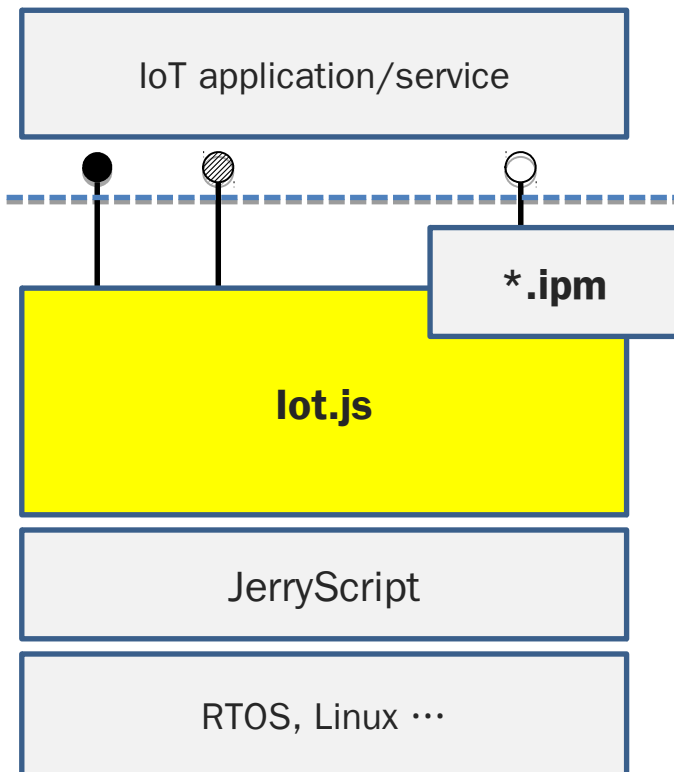 IoT application/service
*.ipm
Iot.js
JerryScript
RTOS, Linux ⋯